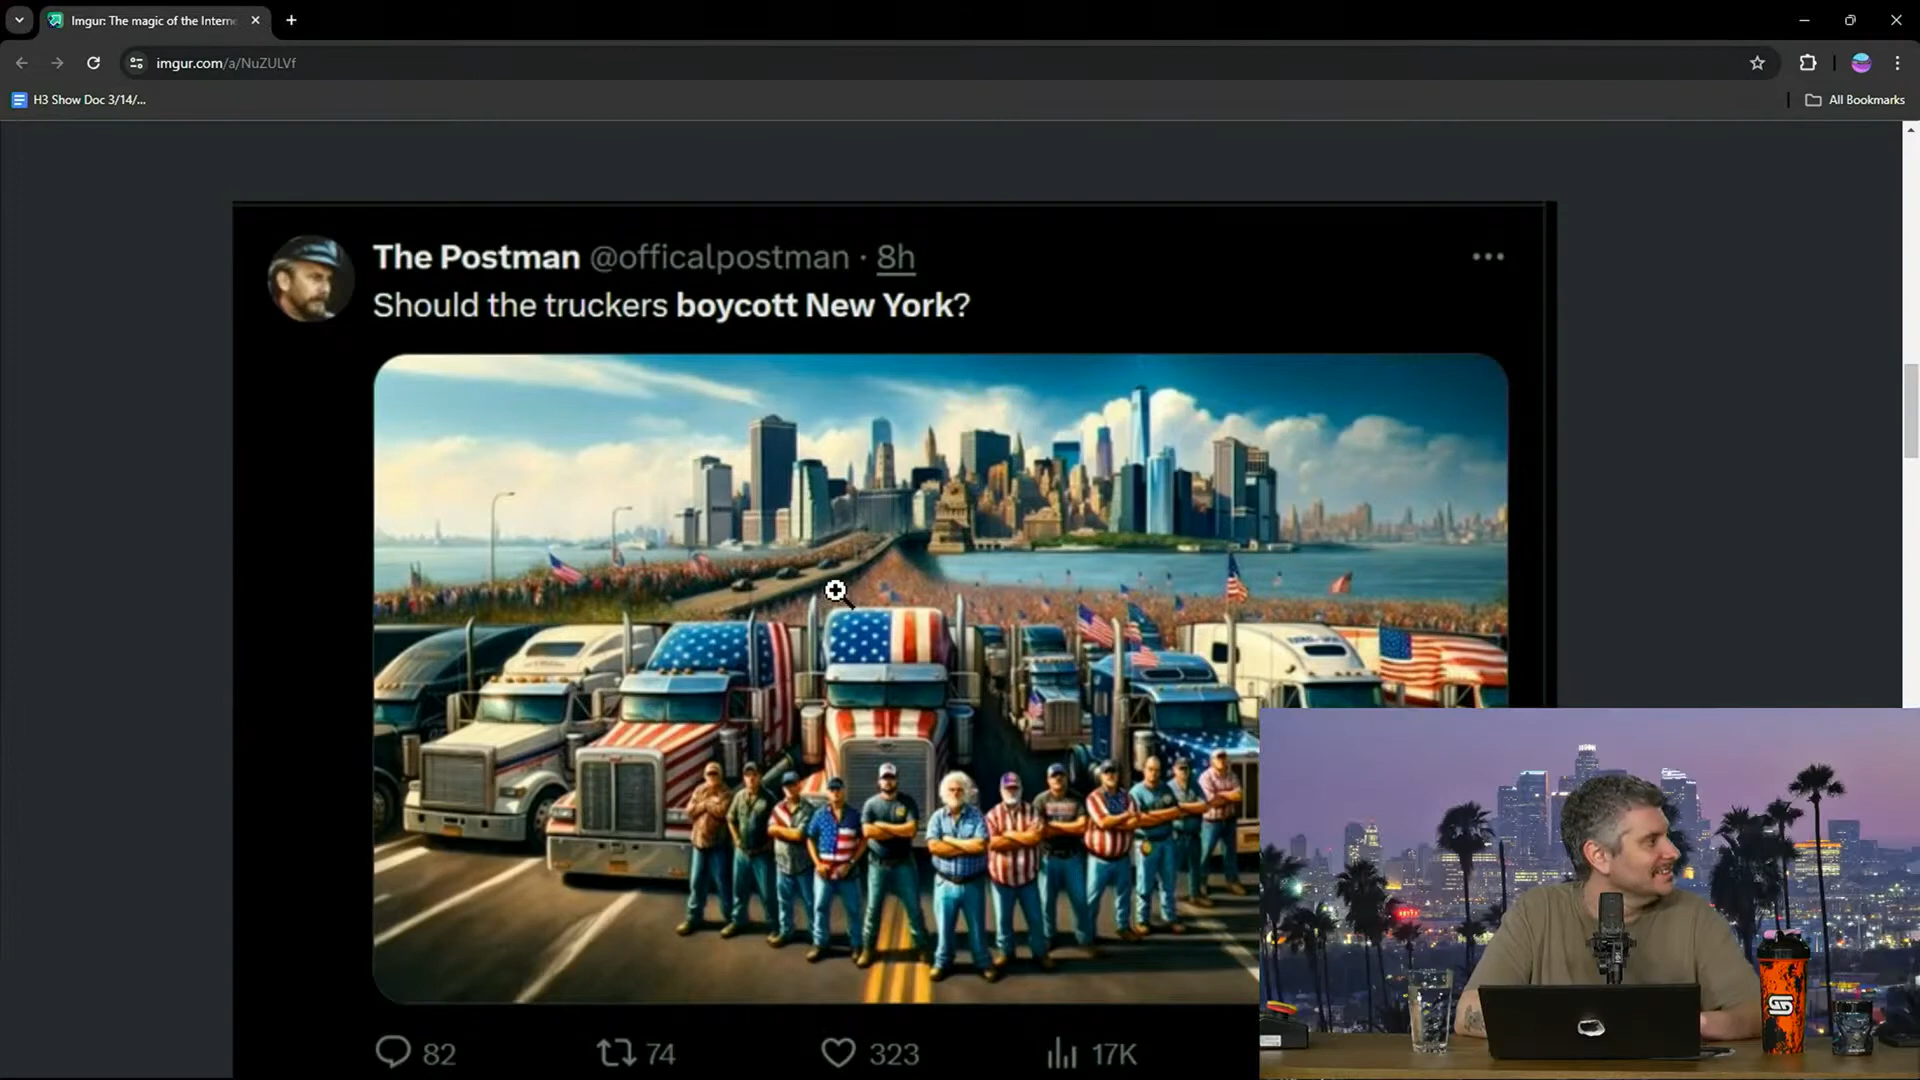 Imgur: The magic of the Interne
imgur.com/a/NuZULVf
H3 Show Doc 3/14/...
All Bookmarks
The Postman @officalpostman · 8h
Should the truckers boycott New York?
82 74 323 17K